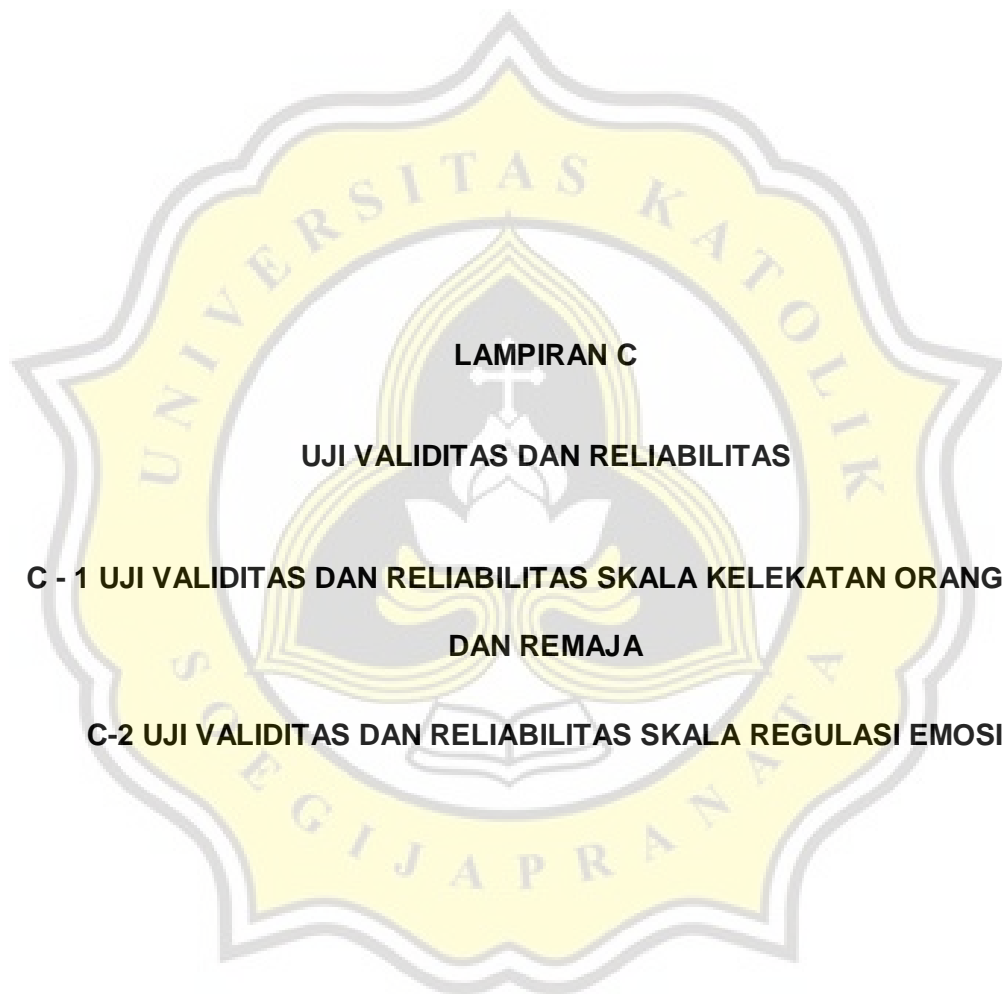 UNIVERSITAS KATOLIK
LAMPIRAN C
UJI VALIDITAS DAN RELIABILITAS
C - 1 UJI VALIDITAS DAN RELIABILITAS SKALA KELEKATAN ORANG
DAN REMAJA
C-2 UJI VALIDITAS DAN RELIABILITAS SKALA REGULASI EMOSI
SOEGIJAPRANATA